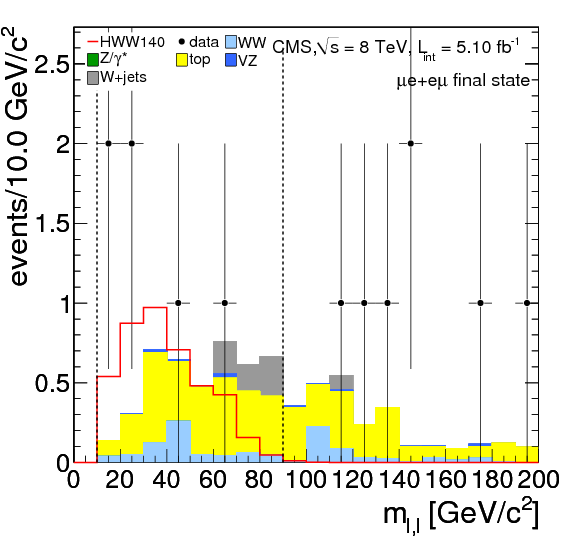 HWW140 data WW
Z/γ* top VZ
W+jets
CMS,√s = 8 TeV, L_int = 5.10 fb⁻¹
μe+eμ final state
events/10.0 GeV/c²
2.5
2
1.5
1
0.5
0
0 20 40 60 80 100 120 140 160 180 200
m_l,l [GeV/c²]